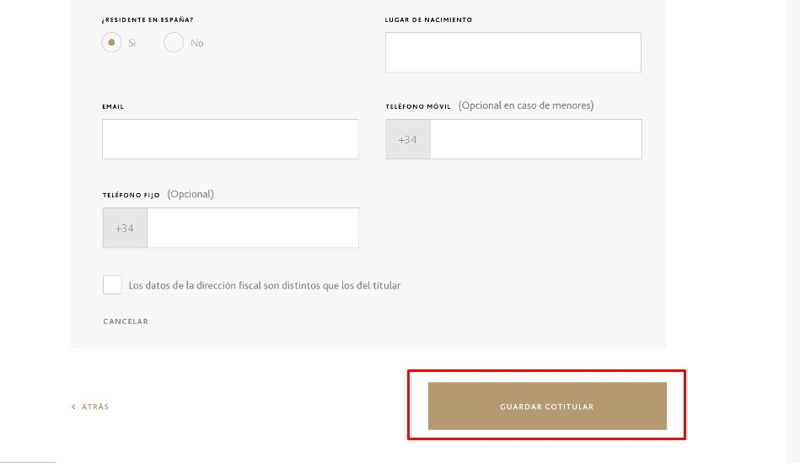 ¿RESIDENTE EN ESPAÑA?
LUGAR DE NACIMIENTO
Si No
EMAIL
TELÉFONO MÓVIL (Opcional en caso de menores)
+34
TELÉFONO FIJO (Opcional)
+34
Los datos de la dirección fiscal son distintos que los del titular
CANCELAR
< ATRÁS
GUARDAR COTITULAR